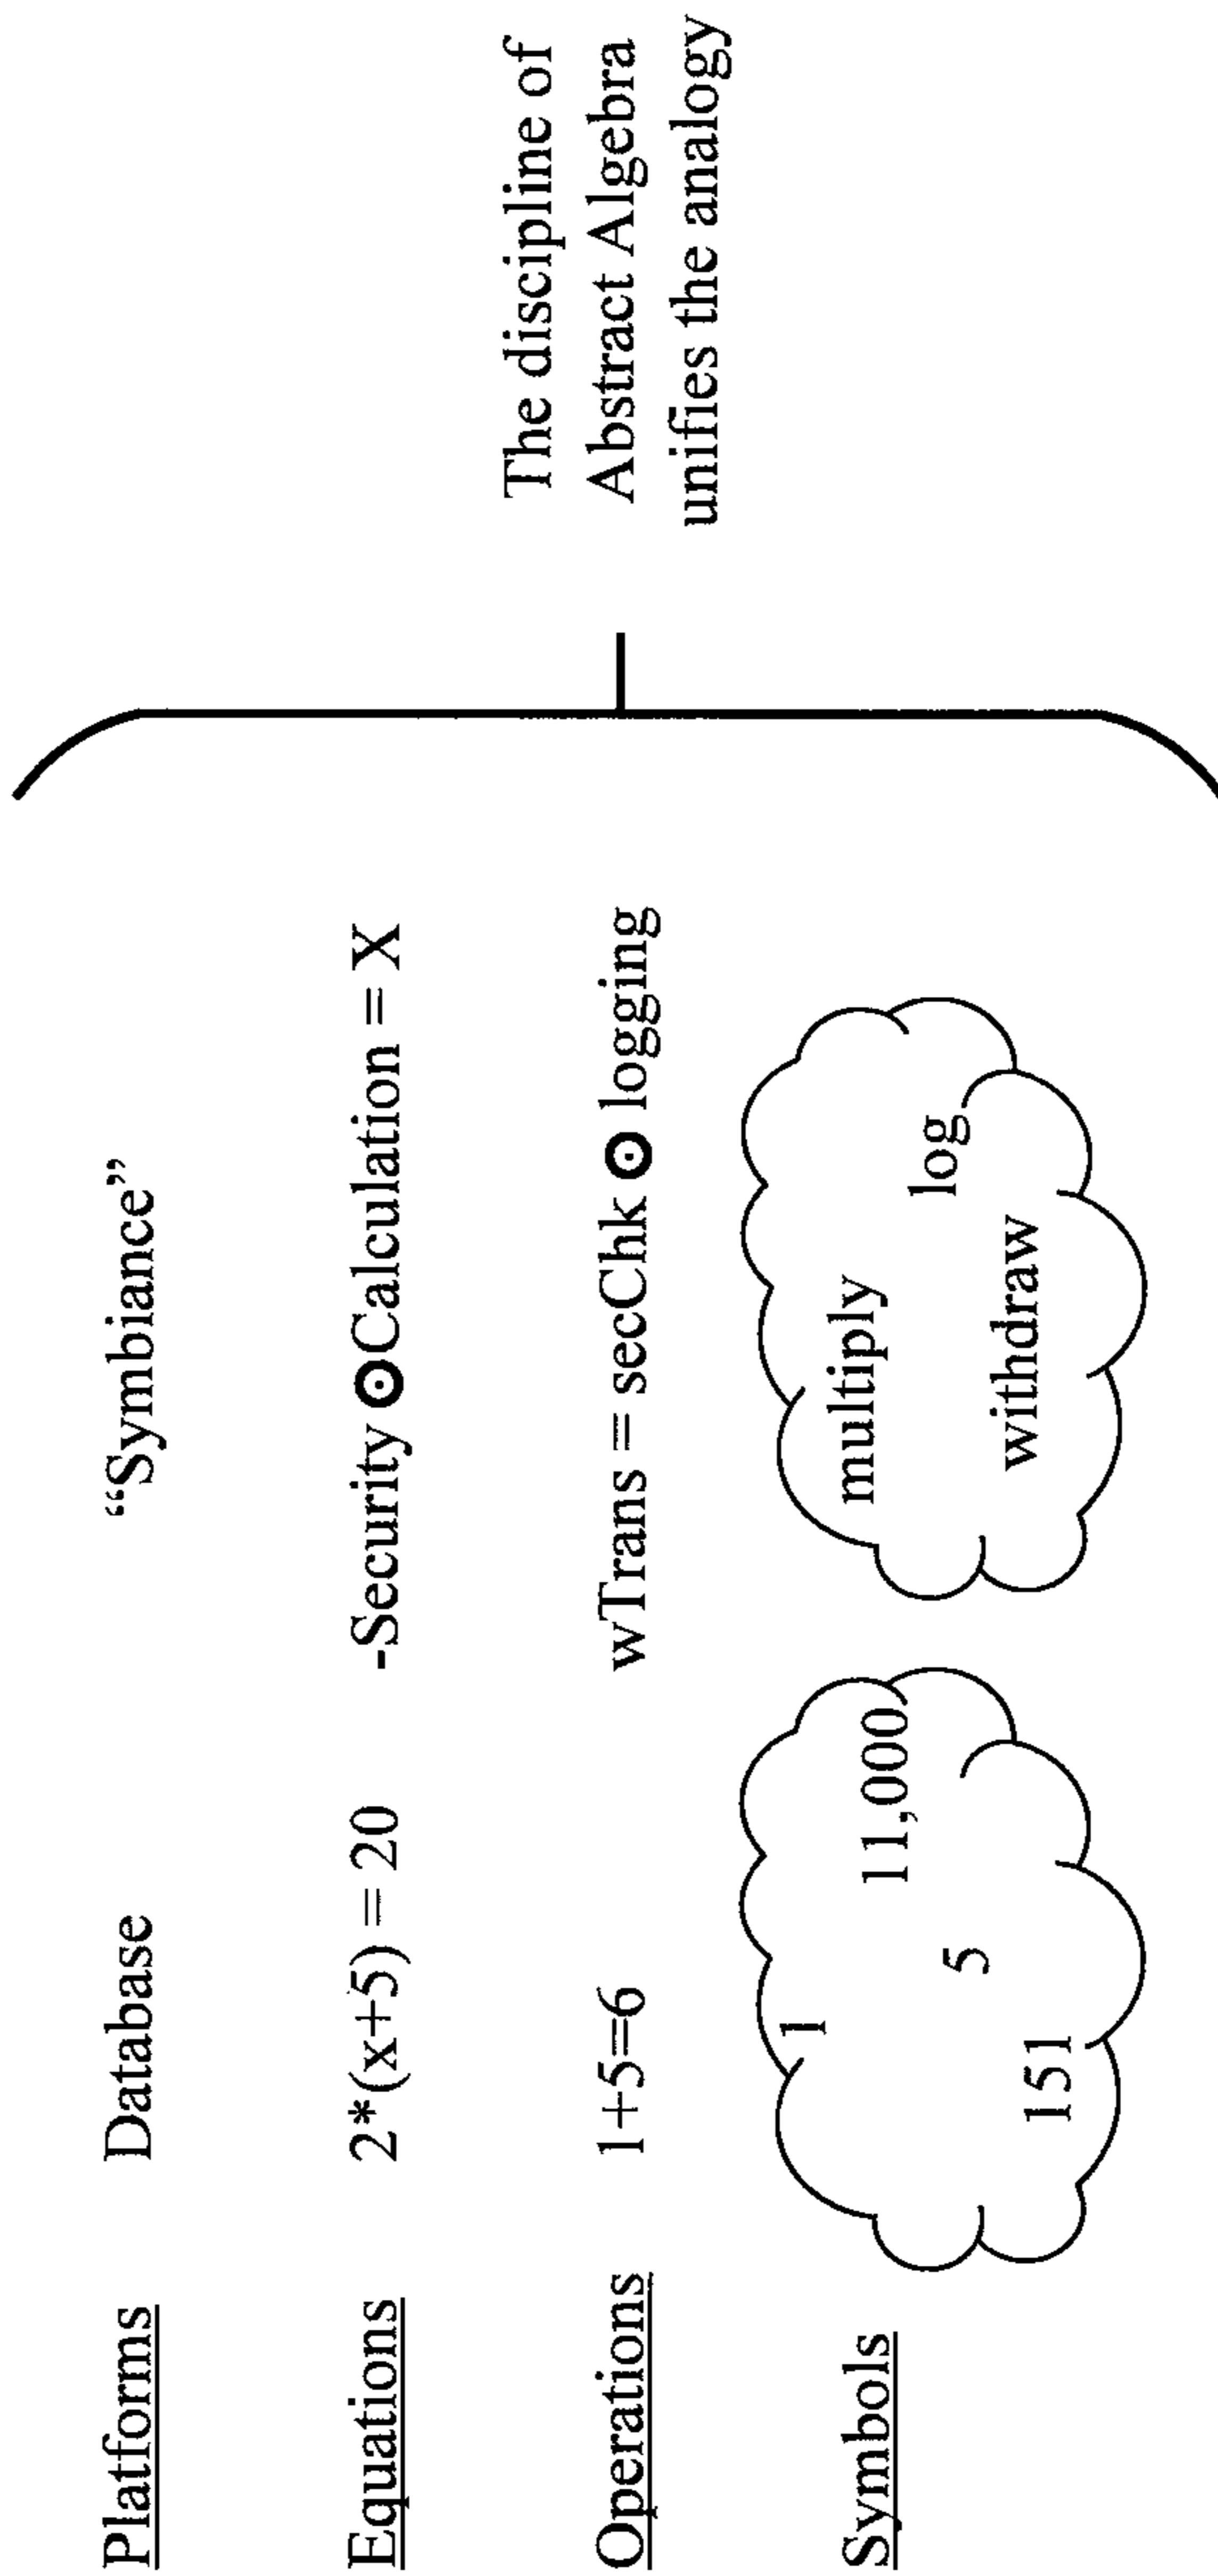 Platforms Database “Symbiance”
Equations 2*(x+5) = 20 -Security ⊙Calculation = X
Operations 1+5=6 wTrans = secChk ⊙ logging
Symbols
1
11,000
5
151
multiply
log
withdraw
The discipline of
Abstract Algebra
unifies the analogy